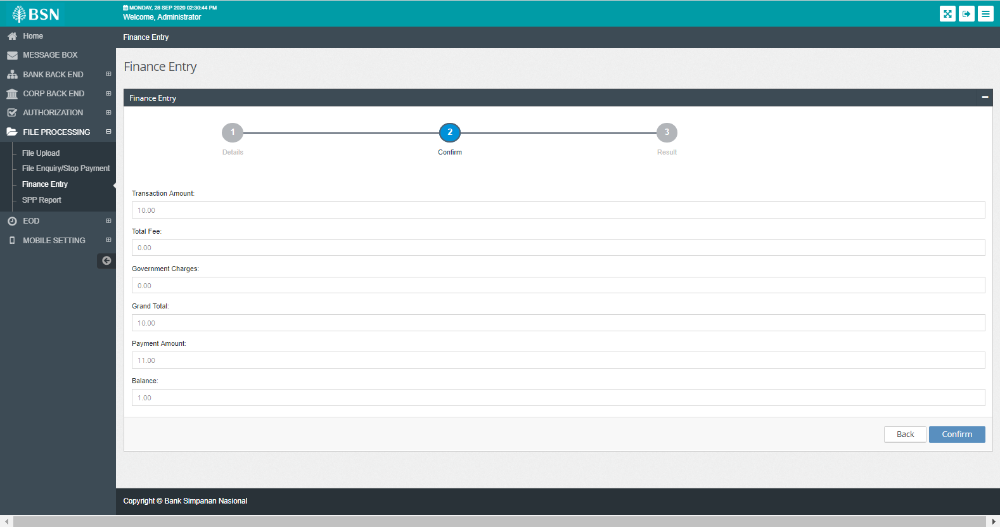 BSN
MONDAY, 28 SEP 2020 02:30:44 PM
Welcome, Administrator
Home
MESSAGE BOX
BANK BACK END
CORP BACK END
AUTHORIZATION
FILE PROCESSING
File Upload
File Enquiry/Stop Payment
Finance Entry
SPP Report
EOD
MOBILE SETTING
Finance Entry
Finance Entry
Finance Entry
1
2
3
Details
Confirm
Result
Transaction Amount:
10.00
Total Fee:
0.00
Government Charges:
0.00
Grand Total:
10.00
Payment Amount:
11.00
Balance:
1.00
Back
Confirm
Copyright © Bank Simpanan Nasional